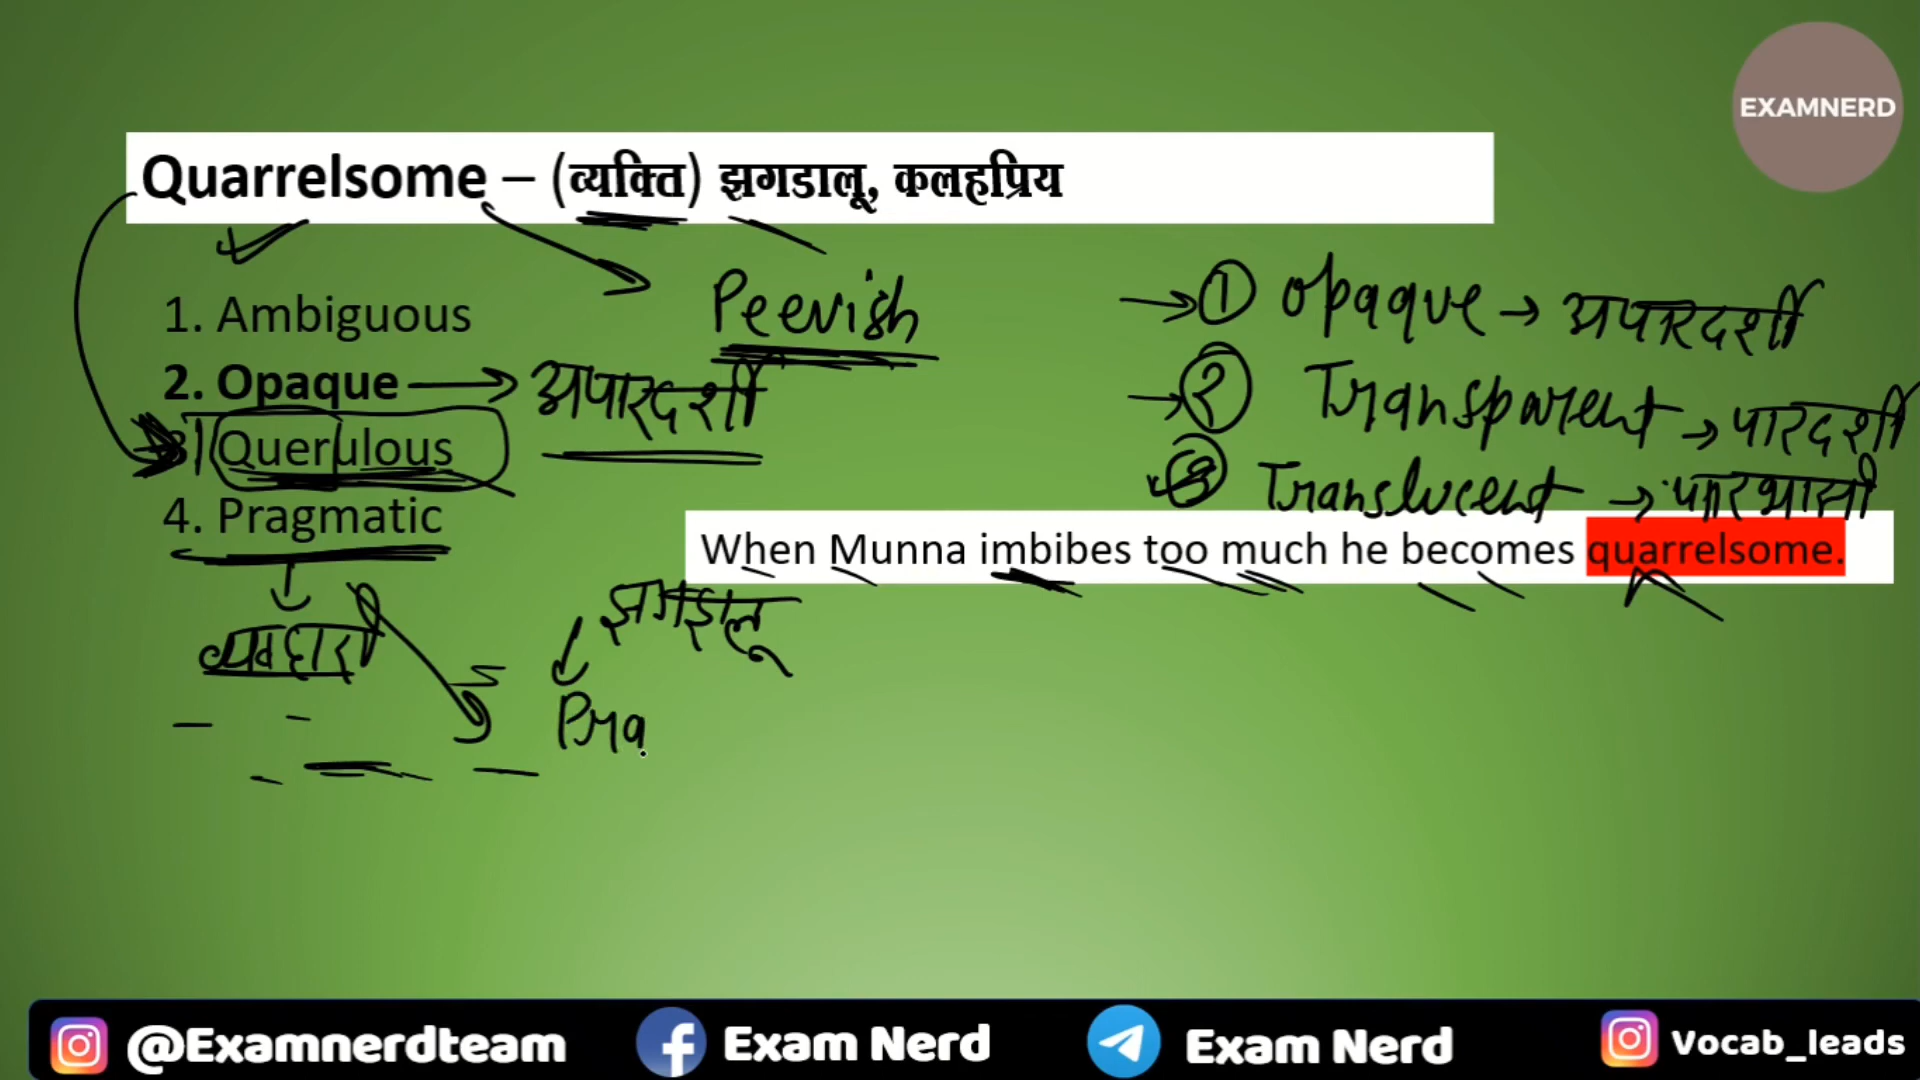 EXAMNERD
Quarrelsome – (व्यक्ति) झगडालू, कलहप्रिय
1. Ambiguous
Peevish
① Opaque → अपारदर्शी
2. Opaque → अपारदर्शी
② Transparent → पारदर्शी
3. Querulous
③ Translucent → पारभासी
4. Pragmatic
When Munna imbibes too much he becomes quarrelsome.
झगड़ालू
व्यवहारी
Pra
@Examnerdteam Exam Nerd Exam Nerd Vocab_leads